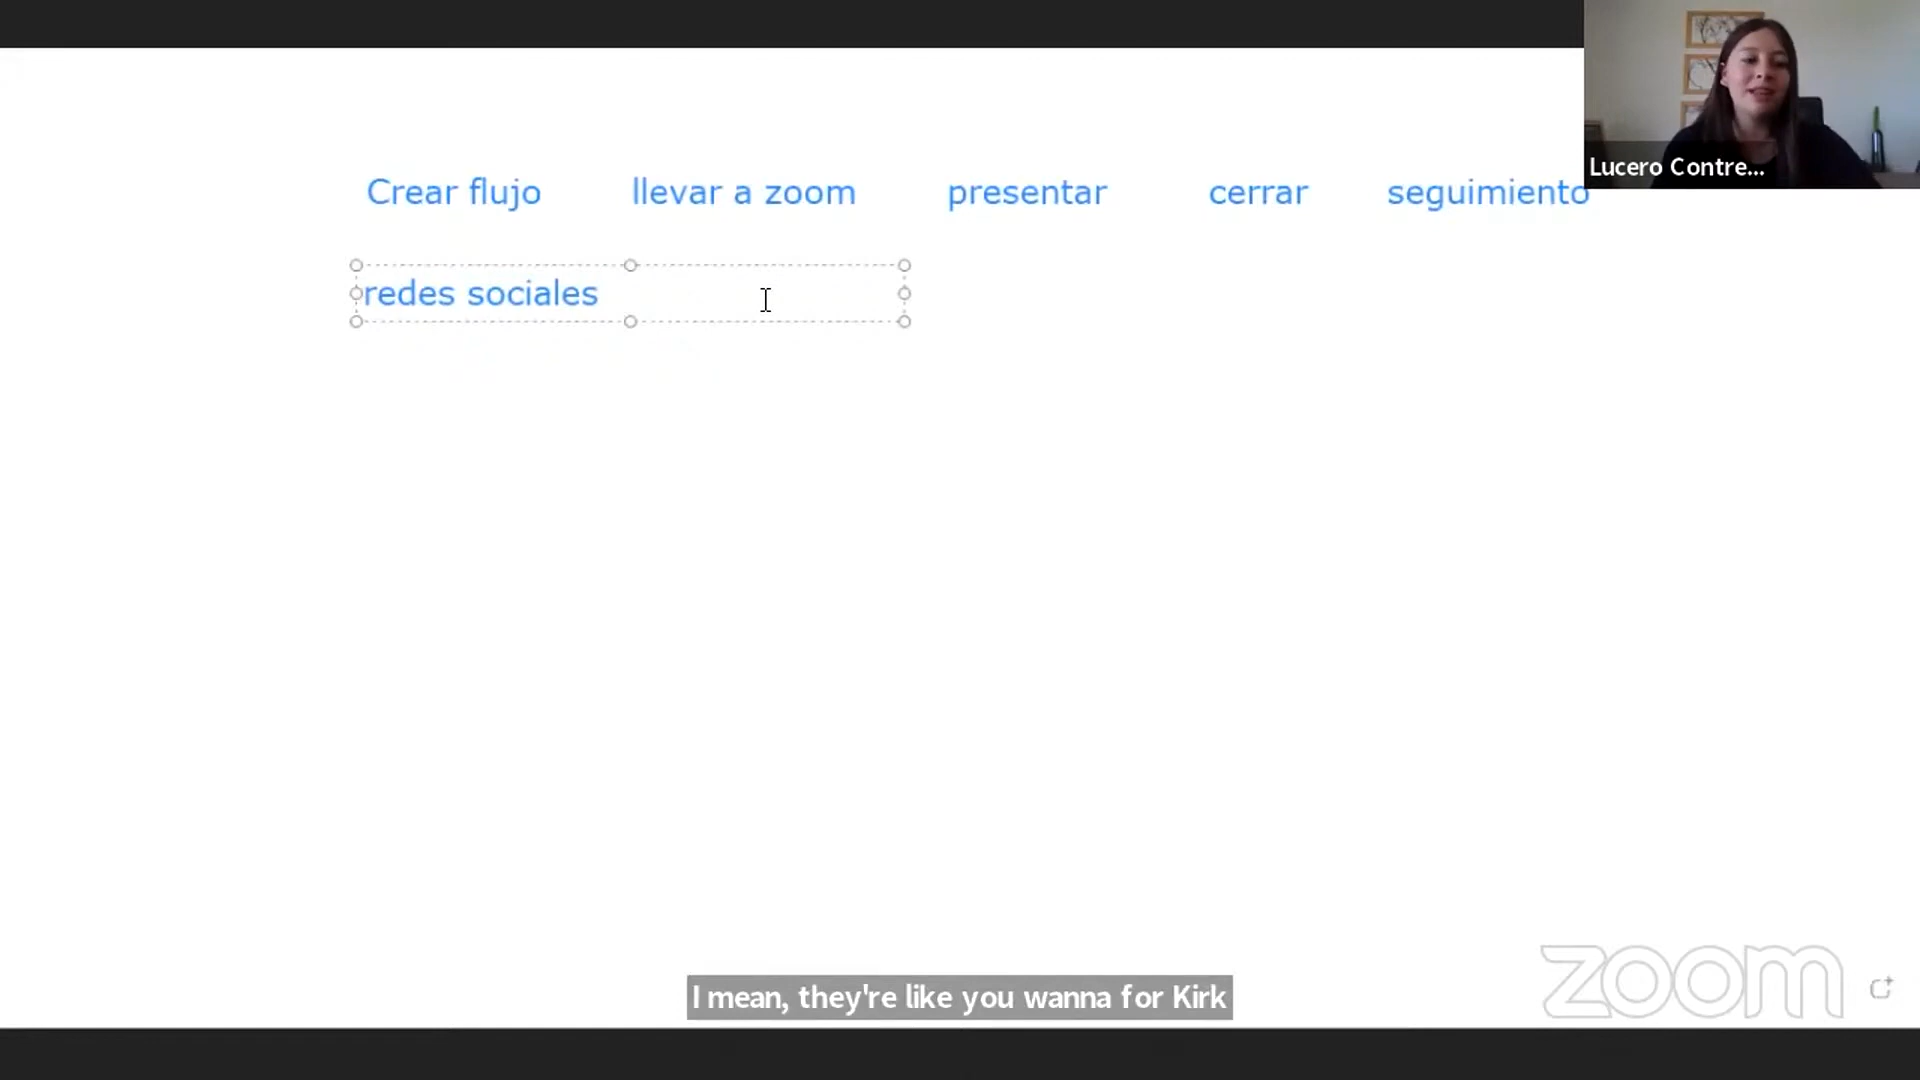 Crear flujo llevar a zoom presentar cerrar seguimiento
redes sociales
Lucero Contre...
I mean, they're like you wanna for Kirk
zoom